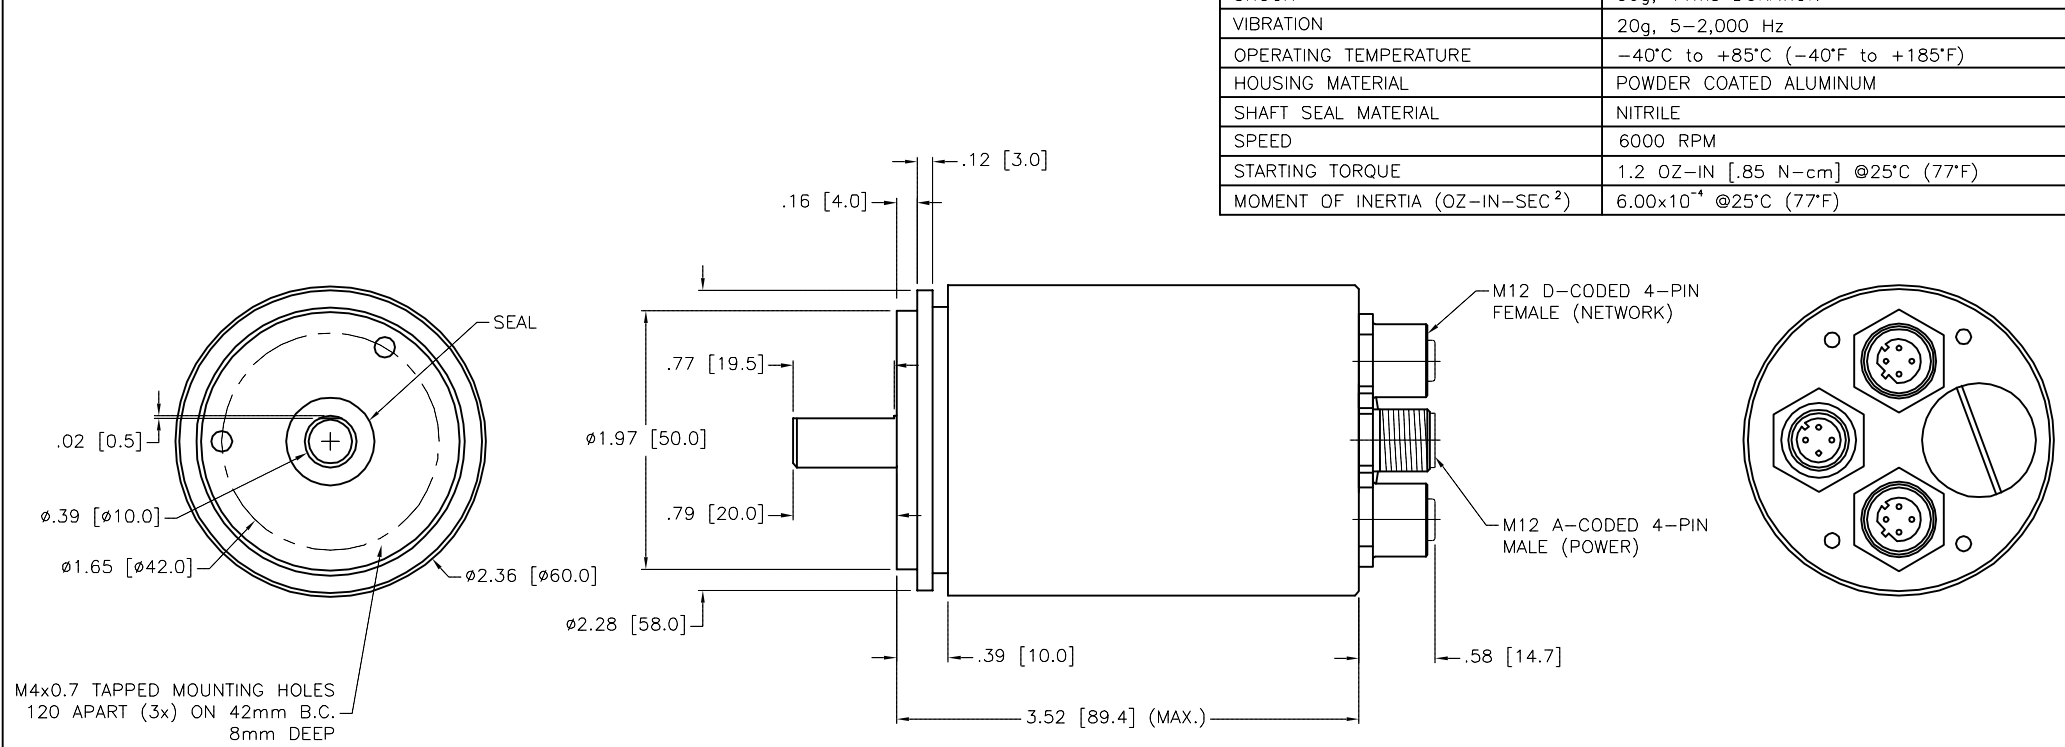 VIBRATION 20g, 5-2,000 Hz
OPERATING TEMPERATURE -40°C to +85°C (-40°F to +185°F)
HOUSING MATERIAL POWDER COATED ALUMINUM
SHAFT SEAL MATERIAL NITRILE
SPEED 6000 RPM
STARTING TORQUE 1.2 OZ-IN [.85 N-cm] @25°C (77°F)
MOMENT OF INERTIA (OZ-IN-SEC²) 6.00x10⁻⁴ @25°C (77°F)
.12 [3.0]
.16 [4.0]
SEAL
.02 [0.5]
ø.39 [ø10.0]
ø1.65 [ø42.0]
ø2.36 [ø60.0]
M4x0.7 TAPPED MOUNTING HOLES
120 APART (3x) ON 42mm B.C.
8mm DEEP
.77 [19.5]
ø1.97 [50.0]
.79 [20.0]
ø2.28 [58.0]
.39 [10.0]
.58 [14.7]
3.52 [89.4] (MAX.)
M12 D-CODED 4-PIN
FEMALE (NETWORK)
M12 A-CODED 4-PIN
MALE (POWER)